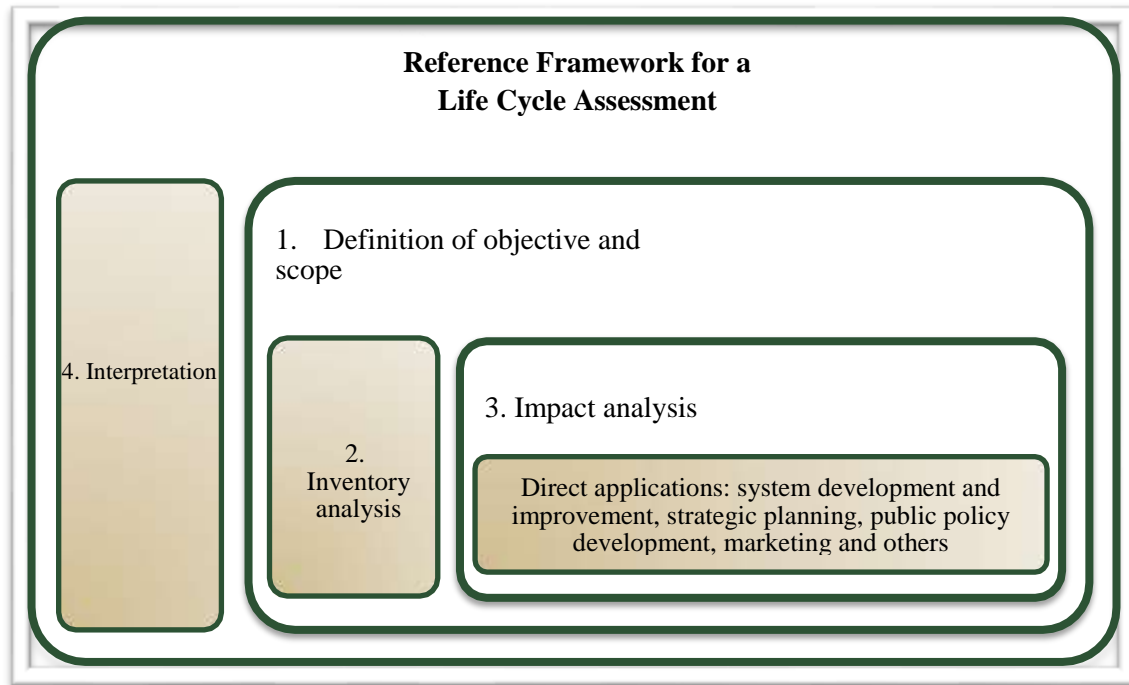 Reference Framework for a
Life Cycle Assessment
1. Definition of objective and
scope
4. Interpretation
2.
Inventory
analysis
3. Impact analysis
Direct applications: system development and
improvement, strategic planning, public policy
development, marketing and others